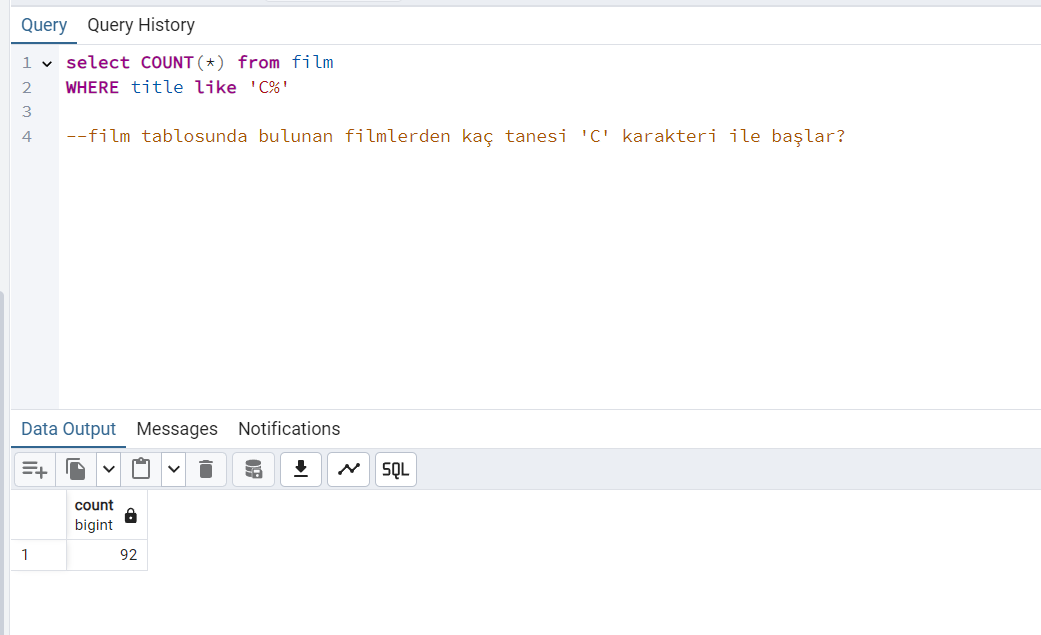 Query Query History
1 select COUNT(*) from film
2 WHERE title like 'C%'
3
4 --film tablosunda bulunan filmlerden kaç tanesi 'C' karakteri ile başlar?
Data Output Messages Notifications
SQL
count
bigint
1 92